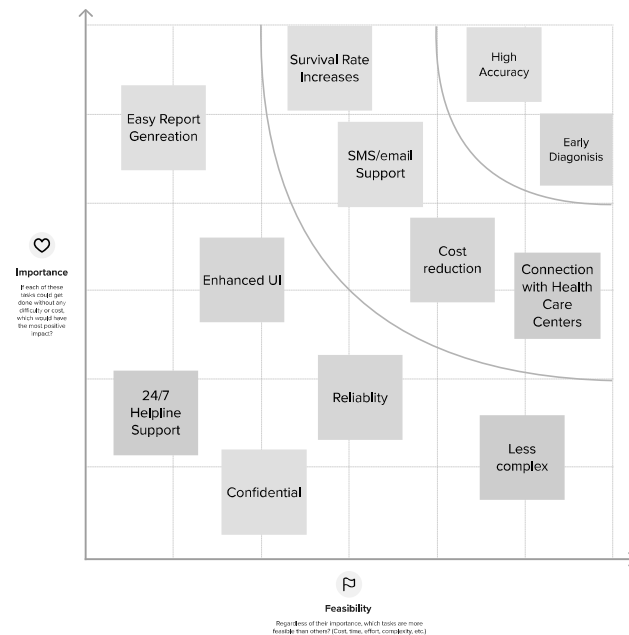 Survival Rate
Increases
High
Accuracy
Easy Report
Genreation
SMS/email
Support
Early
Diagonisis
Cost
reduction
Connection
with Health
Care
Centers
Enhanced UI
Importance
If each of these
tasks could get
done without any
difficulty or cost,
which would have
the most positive
impact?
24/7
Helpline
Support
Reliablity
Less
complex
Confidential
Feasibility
Regardless of their importance, which tasks are more
feasible than others? (Cost, time, effort, complexity, etc.)